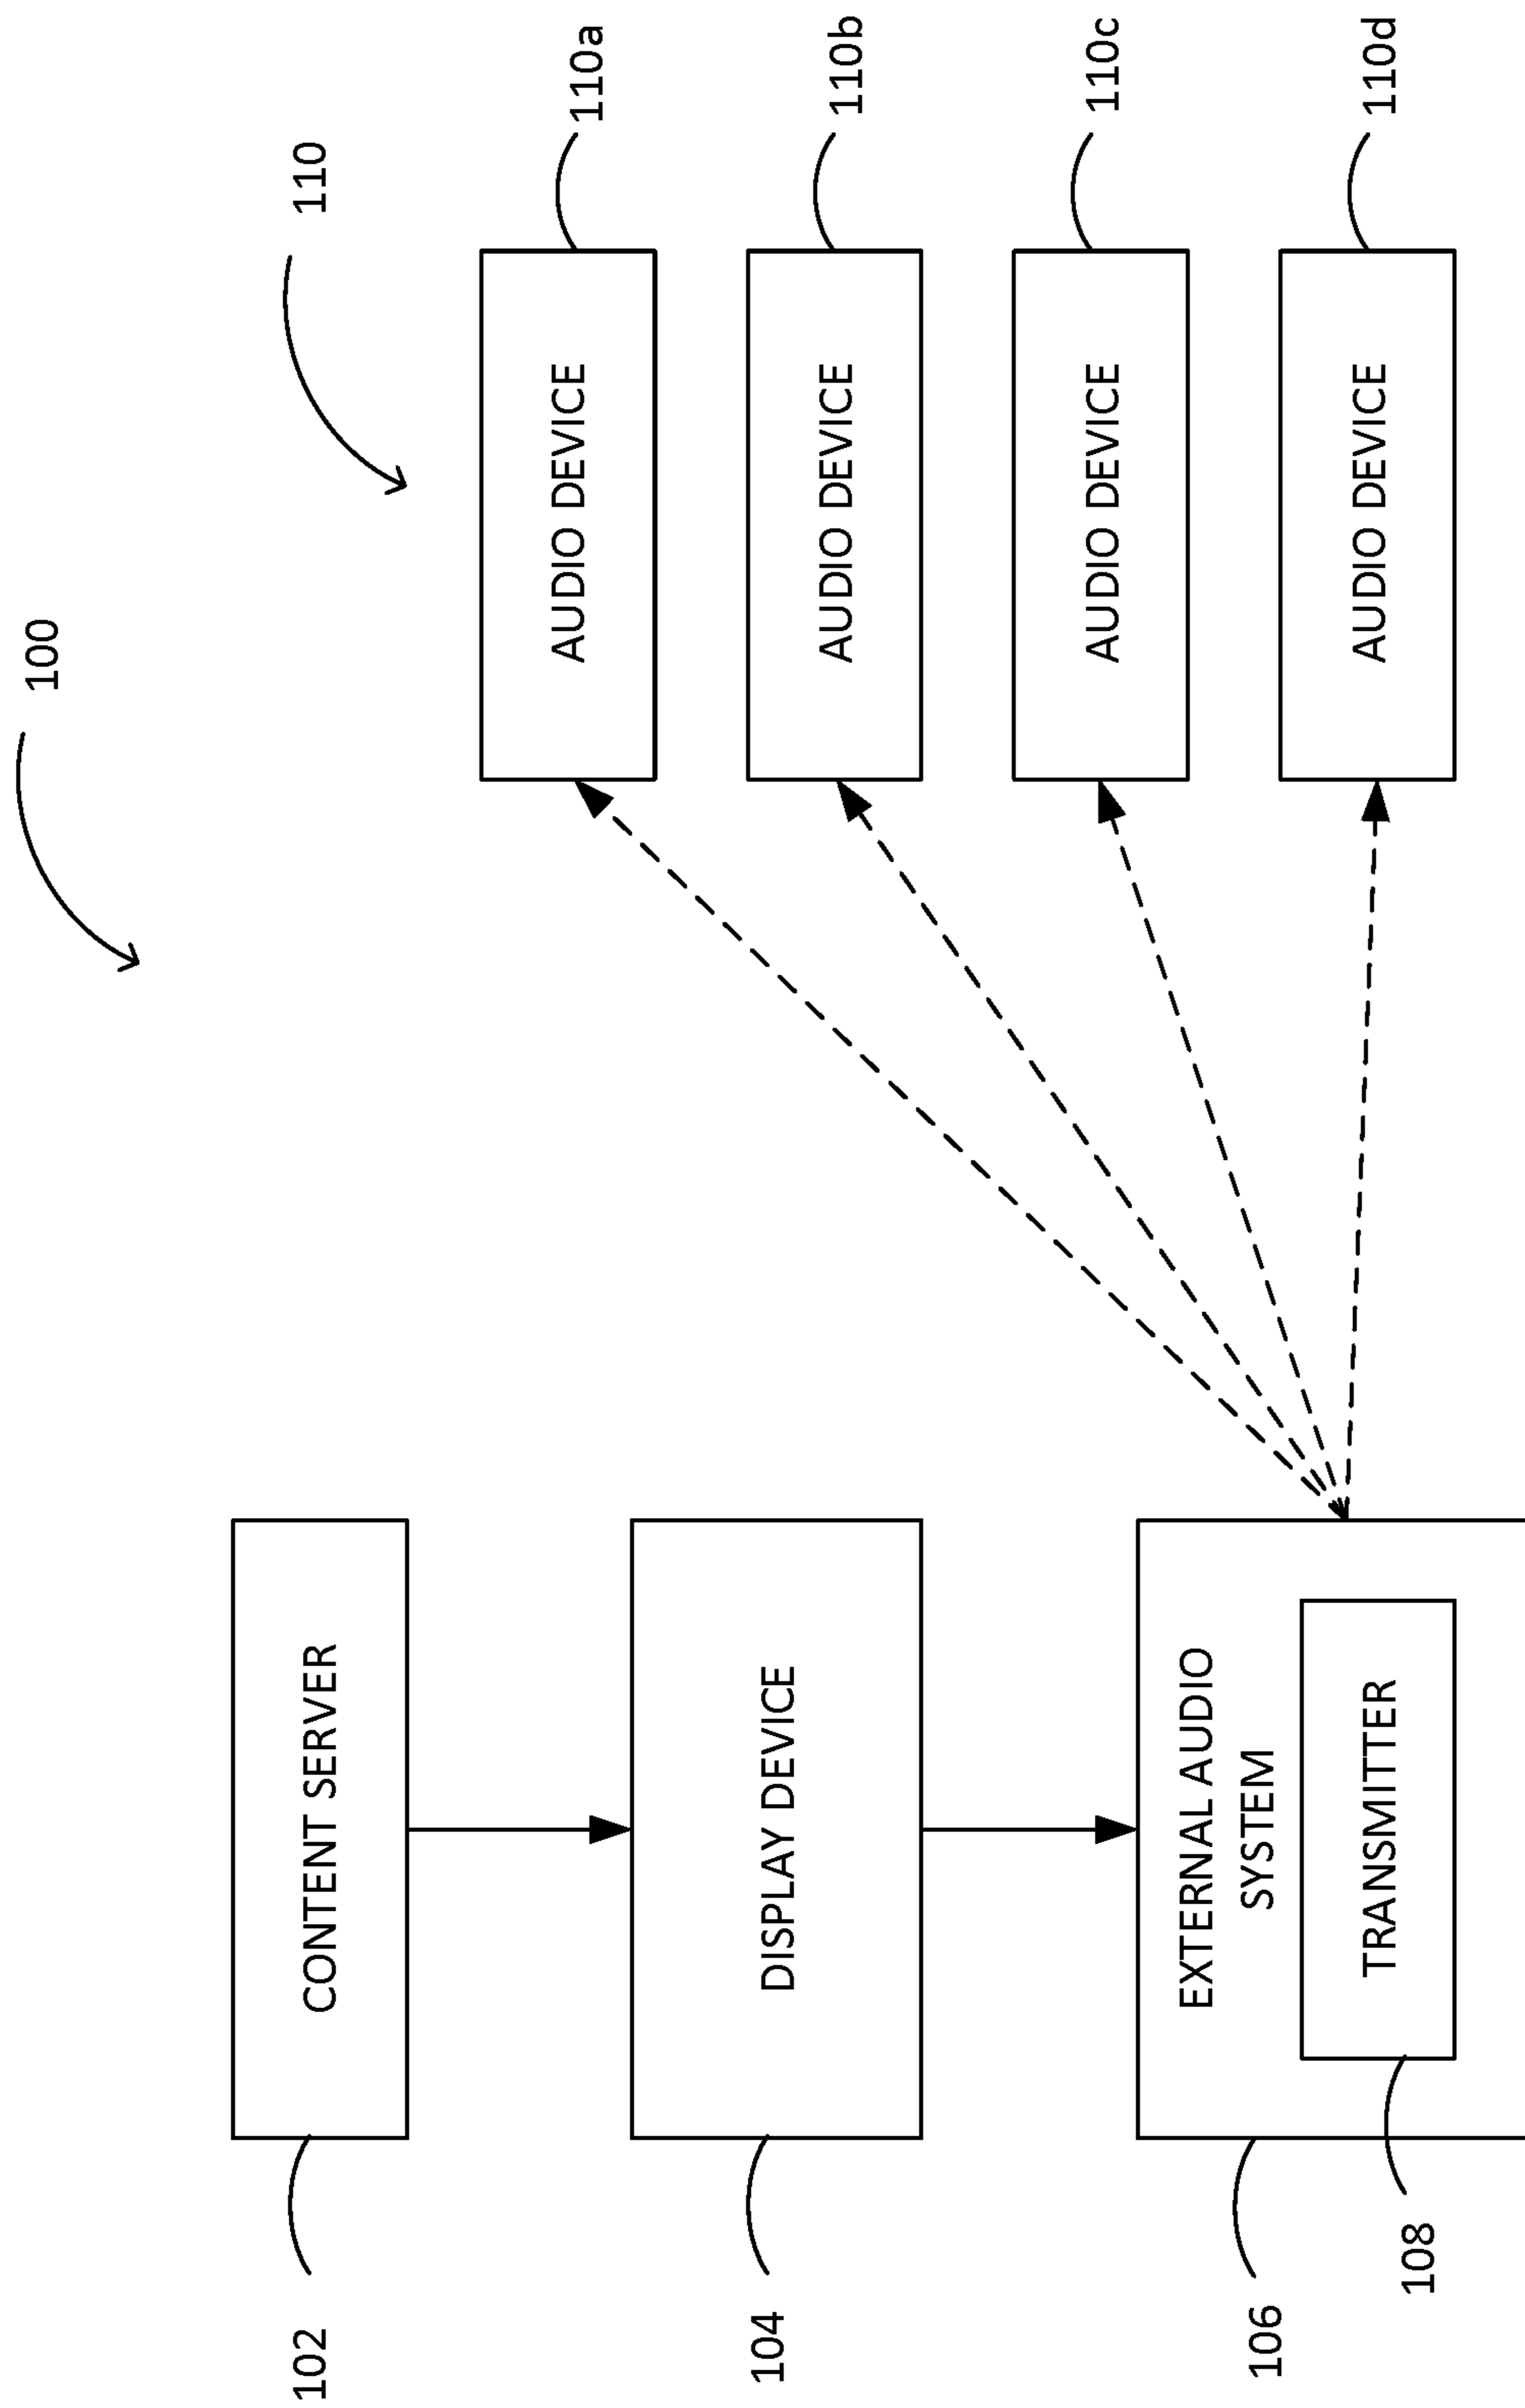 100
110
CONTENT SERVER
102
DISPLAY DEVICE
104
EXTERNAL AUDIO
SYSTEM
106
TRANSMITTER
108
AUDIO DEVICE
110a
AUDIO DEVICE
110b
AUDIO DEVICE
110c
AUDIO DEVICE
110d